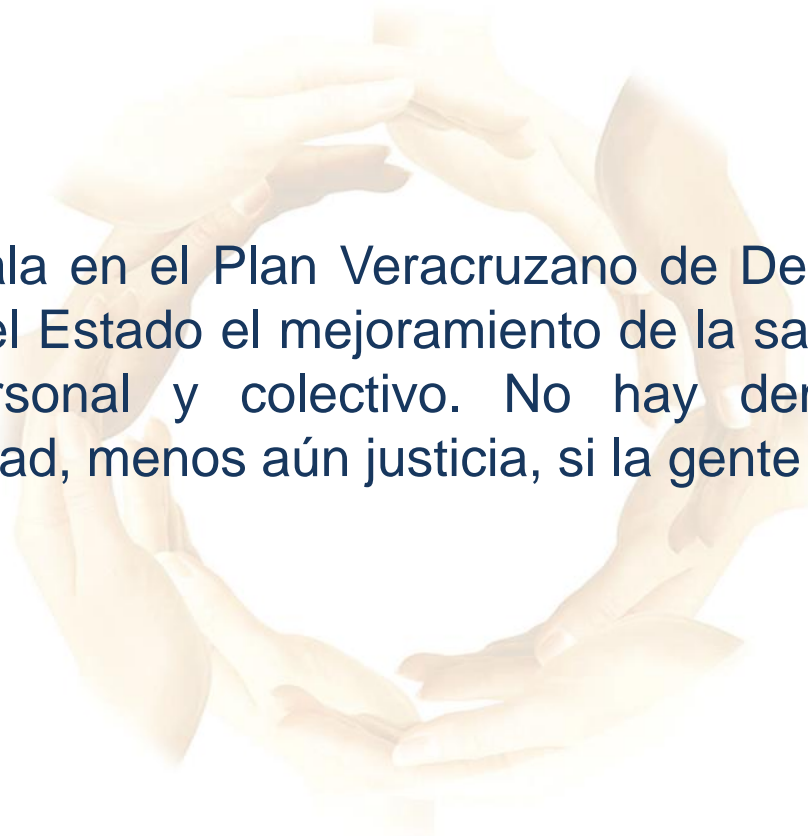 ala en el Plan Veracruzano de De
el Estado el mejoramiento de la sa
rsonal y colectivo. No hay der
ad, menos aún justicia, si la gente